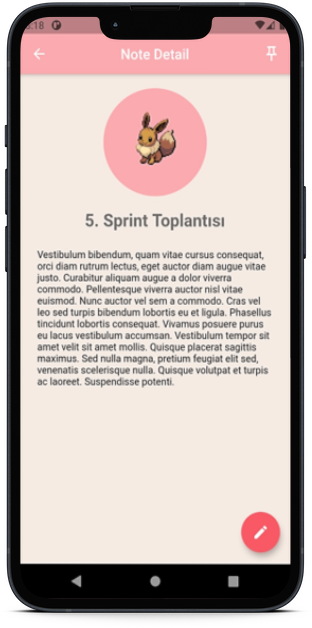 Note Detail
5. Sprint Toplantısı
Vestibulum bibendum, quam vitae cursus consequat,
orci diam rutrum lectus, eget auctor diam augue vitae
justo. Curabitur aliquam augue a dolor viverra
commodo. Pellentesque viverra auctor nisl vitae
euismod. Nunc auctor vel sem a commodo. Cras vel
leo sed turpis bibendum lobortis eu et ligula. Phasellus
tincidunt lobortis consequat. Vivamus posuere purus
eu lacus vestibulum accumsan. Vestibulum tempor sit
amet velit sit amet mollis. Quisque placerat sagittis
maximus. Sed nulla magna, pretium feugiat elit sed,
venenatis scelerisque nulla. Quisque volutpat et turpis
ac laoreet. Suspendisse potenti.